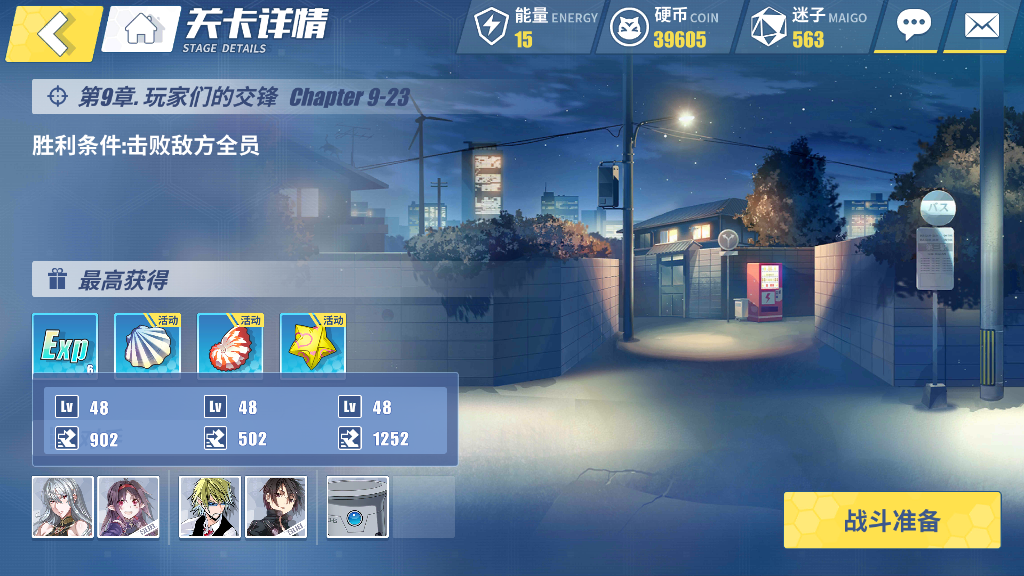 关卡详情
STAGE DETAILS
能量 ENERGY
15
硬币 COIN
39605
迷子 MAIGO
563
第9章. 玩家们的交锋 Chapter 9-23
胜利条件:击败敌方全员
バス
最高获得
Exp
6
活动
活动
活动
Lv 48
Lv 48
Lv 48
902
502
1252
战斗准备